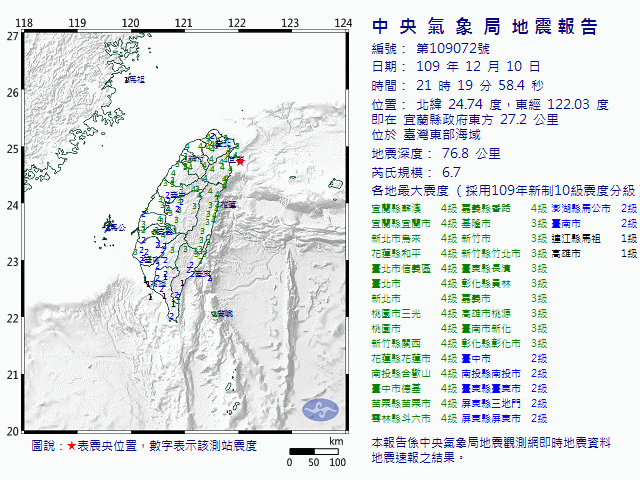 118 119 120 121 122 123 124
27
26
25
24
23
22
21
20
馬祖
馬公
圖說：★表震央位置，數字表示該測站震度
km
0 50 100
中央氣象局地震報告
編號： 第109072號
日期： 109 年 12 月 10 日
時間： 21 時 19 分 58.4 秒
位置： 北緯 24.74 度，東經 122.03 度
即在 宜蘭縣政府東方 27.2 公里
位於 臺灣東部海域
地震深度： 76.8 公里
芮氏規模： 6.7
各地最大震度（採用109年新制10級震度分級
宜蘭縣蘇澳 4級 嘉義縣番路 4級 澎湖縣馬公市 2級
宜蘭縣宜蘭市 4級 基隆市 3級 臺南市 2級
新北市烏來 4級 新竹市 3級 連江縣馬祖 1級
花蓮縣和平 4級 新竹縣竹北市 3級 高雄市 1級
臺北市信義區 4級 臺東縣長濱 3級
臺北市 4級 彰化縣員林 3級
新北市 4級 嘉義市 3級
桃園市三光 4級 高雄市桃源 3級
桃園市 4級 臺南市新化 3級
新竹縣關西 4級 彰化縣彰化市 3級
花蓮縣花蓮市 4級 臺中市 2級
南投縣合歡山 4級 南投縣南投市 2級
臺中市德基 4級 臺東縣臺東市 2級
苗栗縣苗栗市 4級 屏東縣三地門 2級
雲林縣斗六市 4級 屏東縣屏東市 2級
本報告係中央氣象局地震觀測網即時地震資料
地震速報之結果。